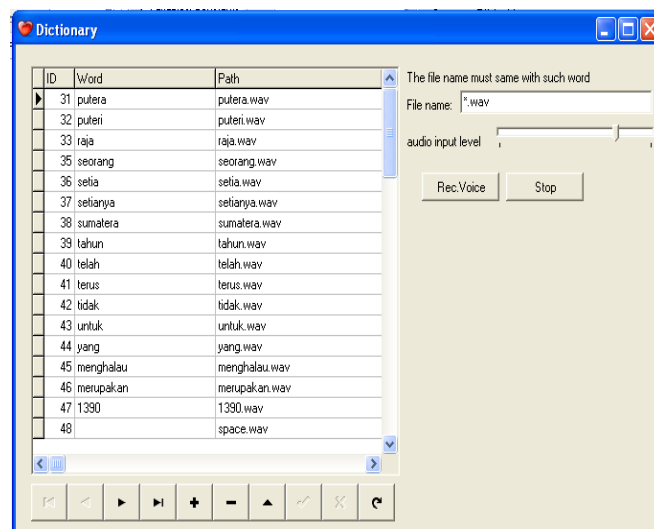 Dictionary
ID Word Path
31 putera putera.wav
32 puteri puteri.wav
33 raja raja.wav
35 seorang seorang.wav
36 setia setia.wav
37 setianya setianya.wav
38 sumatera sumatera.wav
39 tahun tahun.wav
40 telah telah.wav
41 terus terus.wav
42 tidak tidak.wav
43 untuk untuk.wav
44 yang yang.wav
45 menghalau menghalau.wav
46 merupakan merupakan.wav
47 1390 1390.wav
48 space.wav
The file name must same with such word
File name: *.wav
audio input level
Rec.Voice Stop